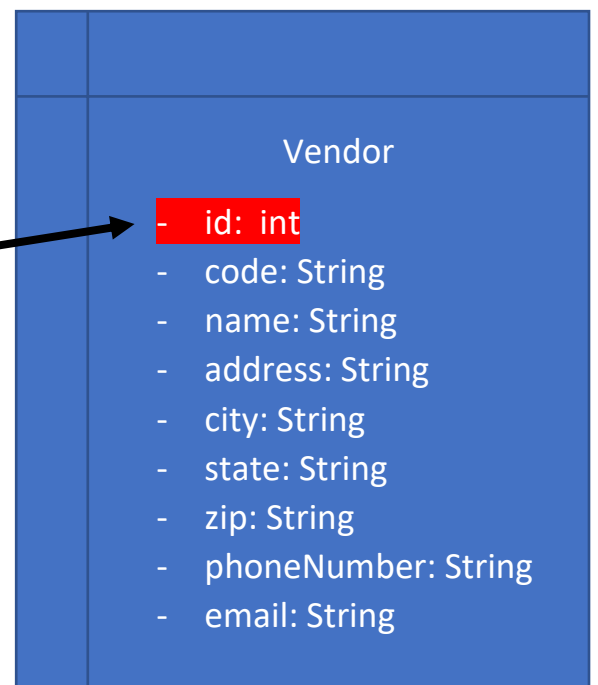 Vendor
- id: int
- code: String
- name: String
- address: String
- city: String
- state: String
- zip: String
- phoneNumber: String
- email: String